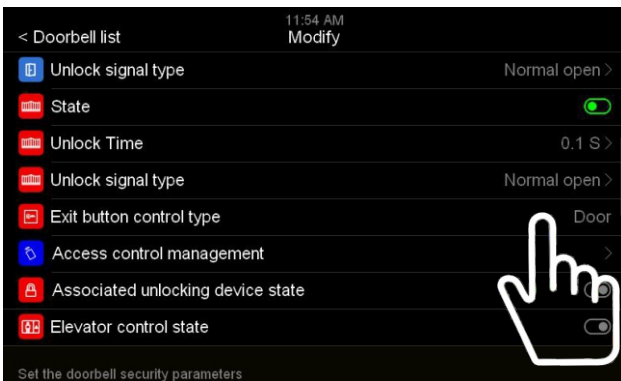 11:54 AM
< Doorbell list Modify
Unlock signal type Normal open >
State
Unlock Time 0.1 S >
Unlock signal type Normal open >
Exit button control type Door
Access control management >
Associated unlocking device state
Elevator control state
Set the doorbell security parameters